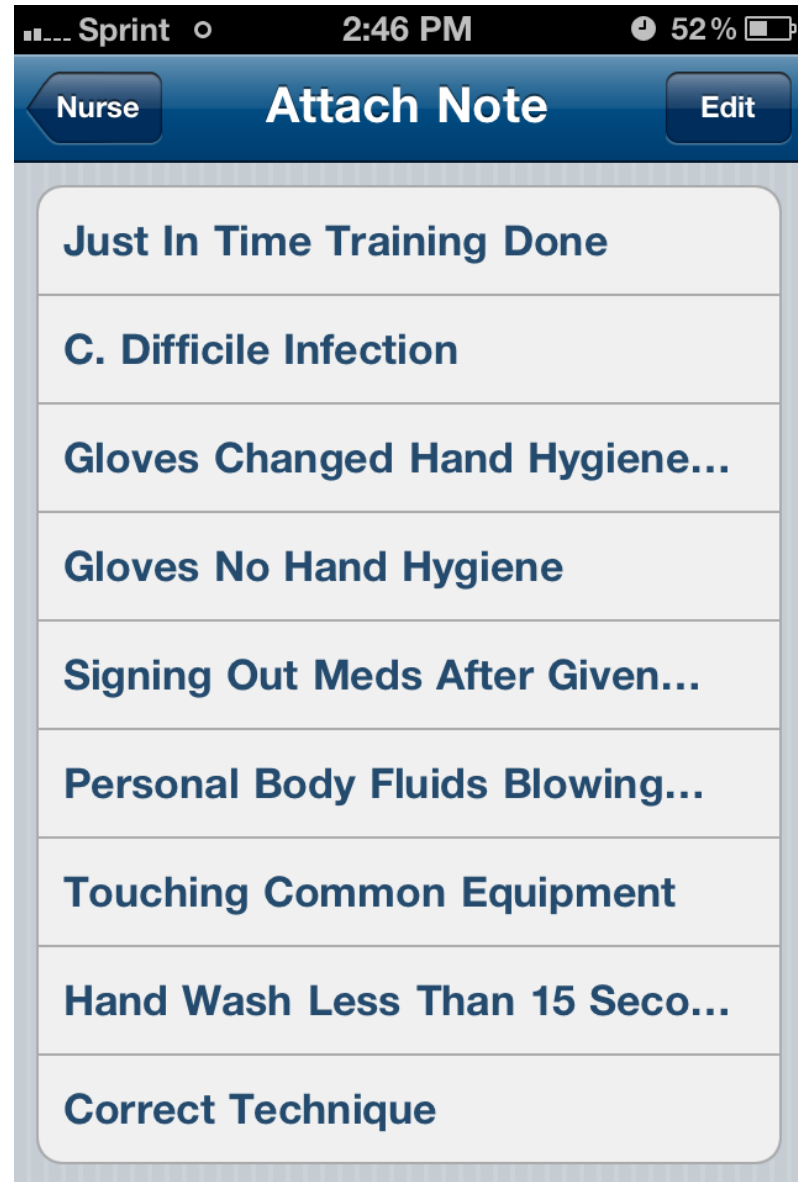 Sprint 2:46 PM 52%
Nurse Attach Note Edit
Just In Time Training Done
C. Difficile Infection
Gloves Changed Hand Hygiene...
Gloves No Hand Hygiene
Signing Out Meds After Given...
Personal Body Fluids Blowing...
Touching Common Equipment
Hand Wash Less Than 15 Seco...
Correct Technique